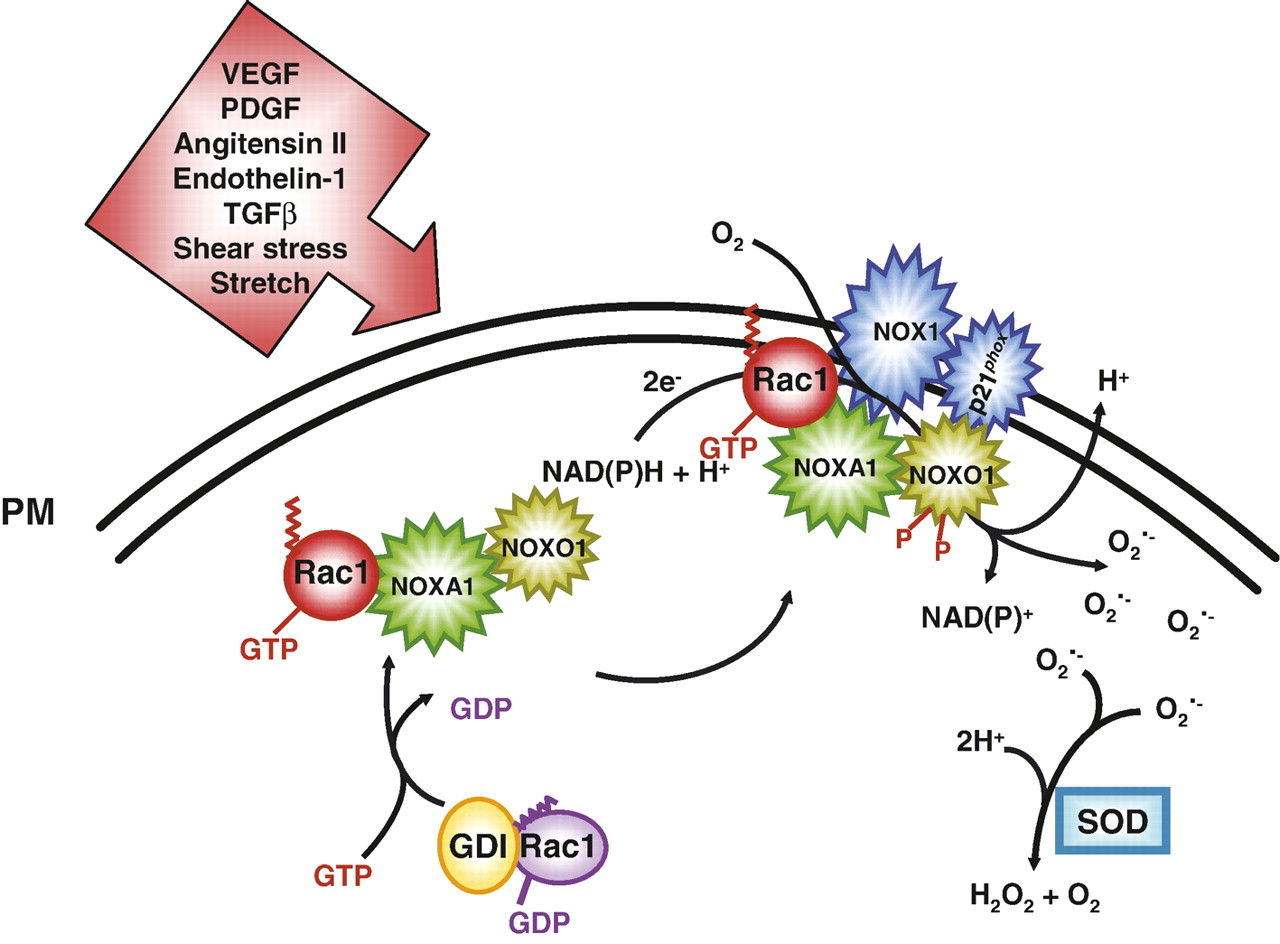 VEGF
PDGF
Angitensin II
Endothelin-1
TGFβ
Shear stress
Stretch
O₂
NOX1
p21phox
Rac1
2e⁻
H⁺
GTP
NAD(P)H + H⁺
NOXA1
NOXO1
PM
P
P
O₂·⁻
Rac1
NOXA1
NOXO1
O₂·⁻
O₂·⁻
NAD(P)⁺
GTP
O₂·⁻
GDP
O₂·⁻
2H⁺
GDI
Rac1
SOD
GTP
H₂O₂ + O₂
GDP